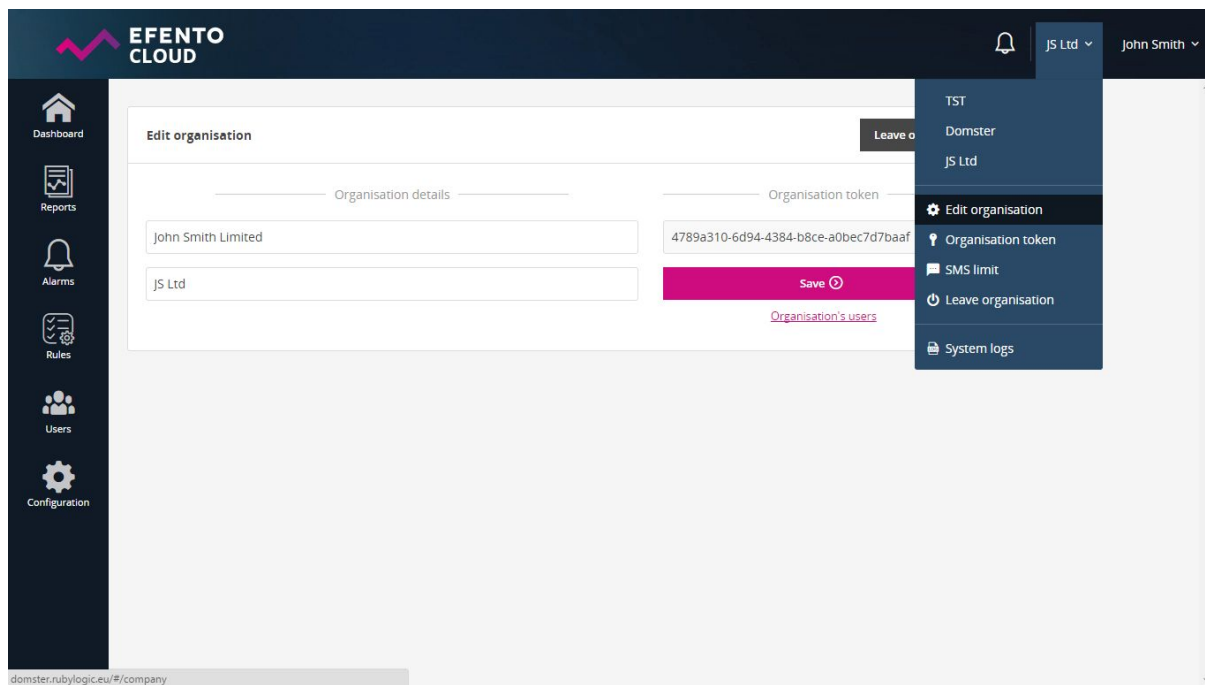 EFENTO
CLOUD
JS Ltd
John Smith
Dashboard
Reports
Alarms
Rules
Users
Configuration
Edit organisation
Leave o
Organisation details
Organisation token
John Smith Limited
4789a310-6d94-4384-b8ce-a0bec7d7baaf
JS Ltd
Save
Organisation's users
TST
Domster
JS Ltd
Edit organisation
Organisation token
SMS limit
Leave organisation
System logs
domster.rubylogic.eu/#/company